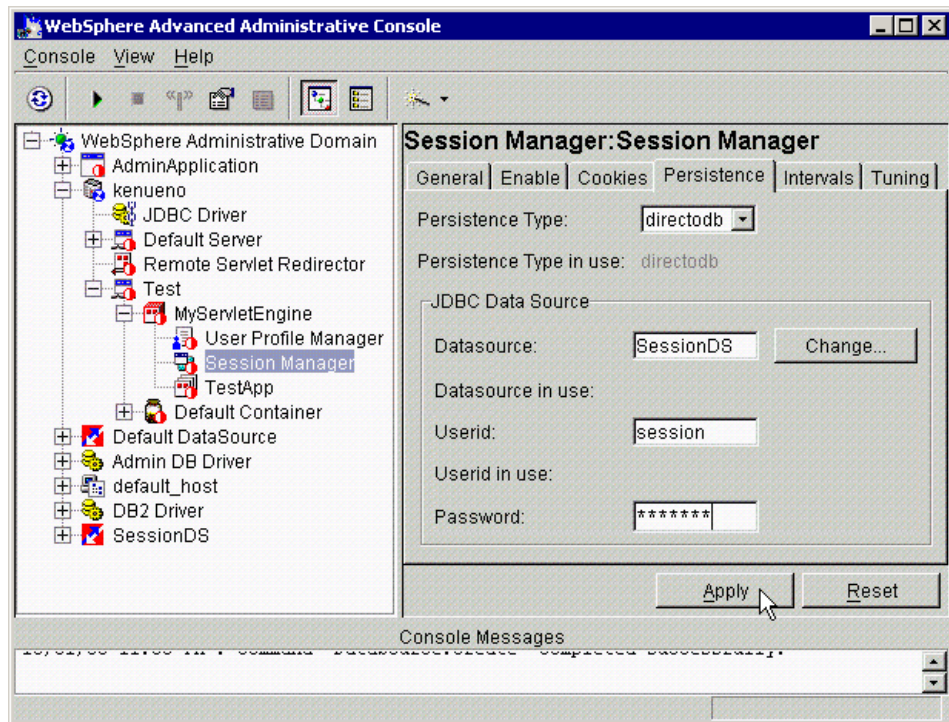 WebSphere Advanced Administrative Console
Console View Help
WebSphere Administrative Domain
AdminApplication
kenueno
JDBC Driver
Default Server
Remote Servlet Redirector
Test
MyServletEngine
User Profile Manager
Session Manager
TestApp
Default Container
Default DataSource
Admin DB Driver
default_host
DB2 Driver
SessionDS
Session Manager:Session Manager
General Enable Cookies Persistence Intervals Tuning
Persistence Type: directodb
Persistence Type in use: directodb
JDBC Data Source
Datasource: SessionDS Change...
Datasource in use:
Userid: session
Userid in use:
Password: *******
Apply Reset
Console Messages